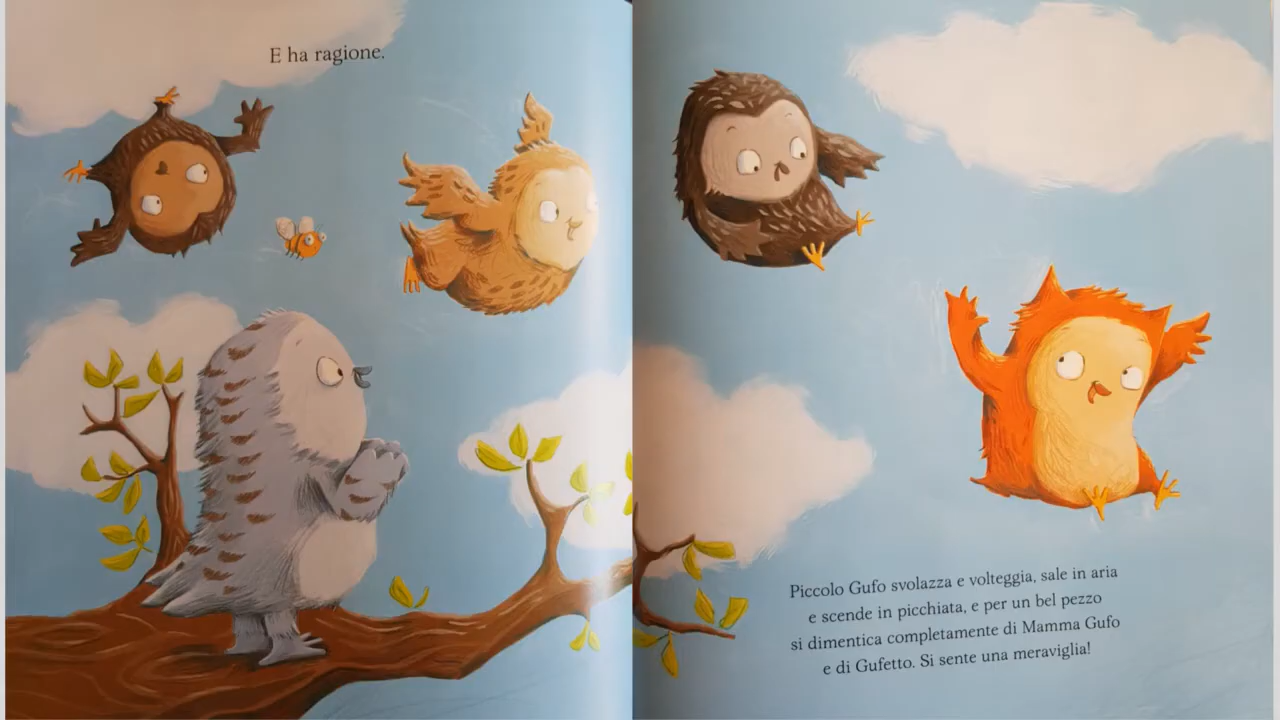 E ha ragione.
Piccolo Gufo svolazza e volteggia, sale in aria
e scende in picchiata, e per un bel pezzo
si dimentica completamente di Mamma Gufo
e di Gufetto. Si sente una meraviglia!